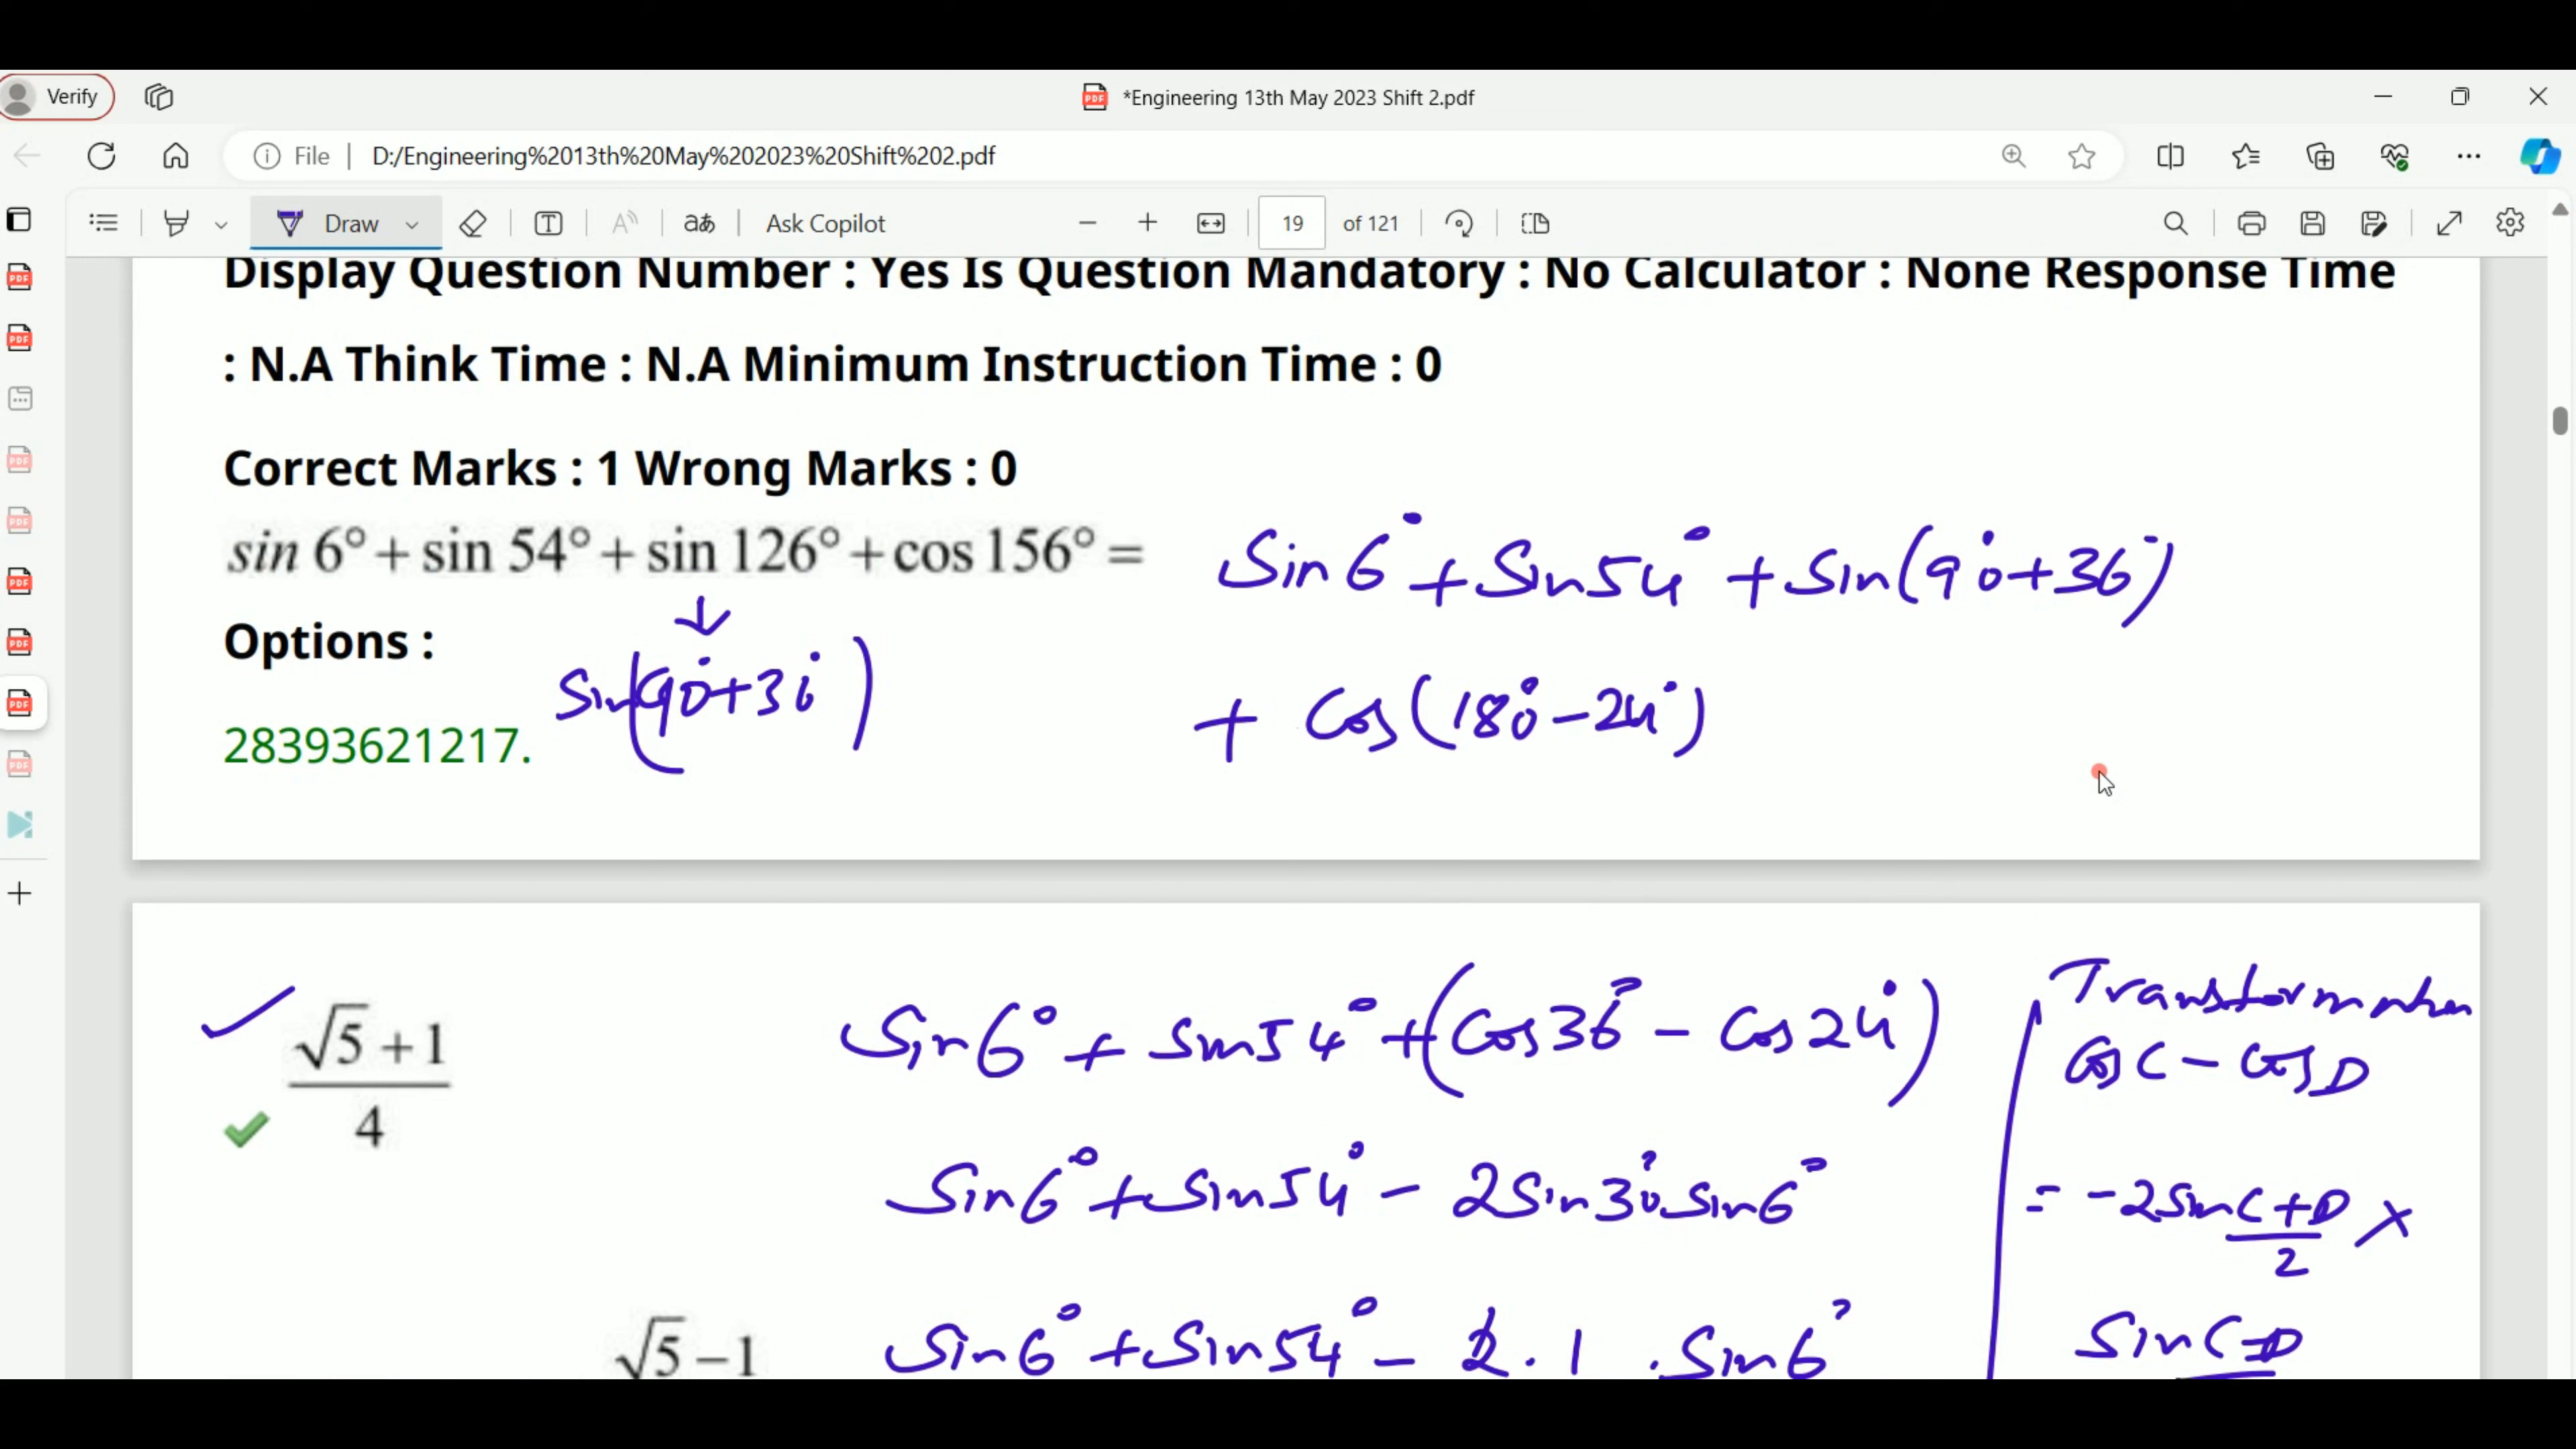 Verify
*Engineering 13th May 2023 Shift 2.pdf
File | D:/Engineering%2013th%20May%202023%20Shift%202.pdf
Draw
aあ
Ask Copilot
19 of 121
Display Question Number : Yes Is Question Mandatory : No Calculator : None Response Time
: N.A Think Time : N.A Minimum Instruction Time : 0
Correct Marks : 1 Wrong Marks : 0
sin 6° + sin 54° + sin 126° + cos 156° =
Sin 6° + Sin 54° + Sin(90° + 36°)
Options :
Sin(90° + 3 6°)
+ Cos(180° - 24°)
28393621217.
√5 + 1 / 4
Sin 6° + Sin 54° + (Cos 36° - Cos 24°)
Transformation
Cos C - Cos D
Sin 6° + Sin 54° - 2 Sin 30° . Sin 6°
= -2 Sin C+D / 2 ×
√5 − 1
Sin 6° + Sin 54° - 2 . 1 . Sin 6°
Sin C-D